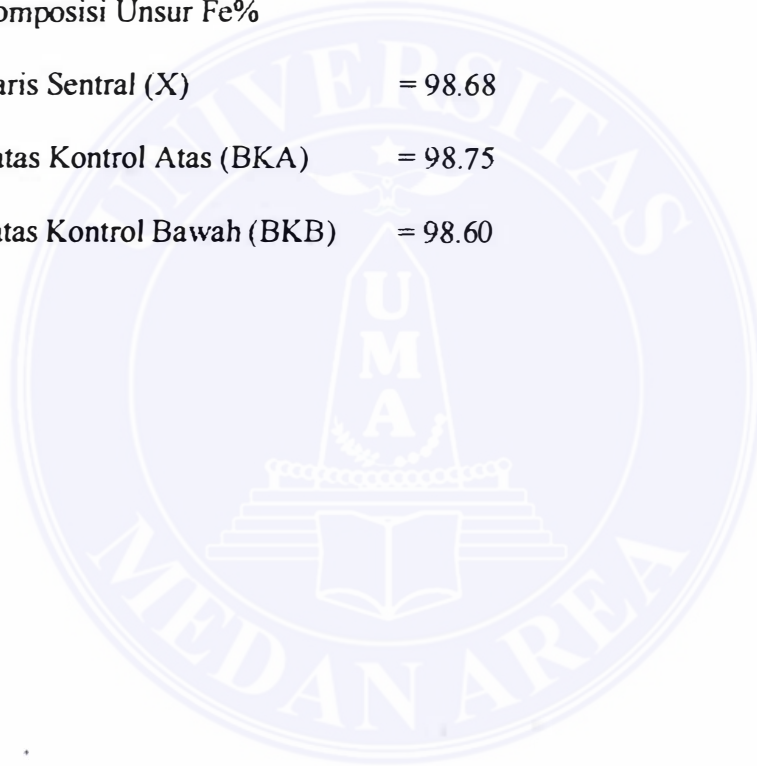 omposisi Unsur Fe%
aris Sentral (X) = 98.68
atas Kontrol Atas (BKA) = 98.75
atas Kontrol Bawah (BKB) = 98.60
UNIVERSITAS
UMA
MEDAN AREA